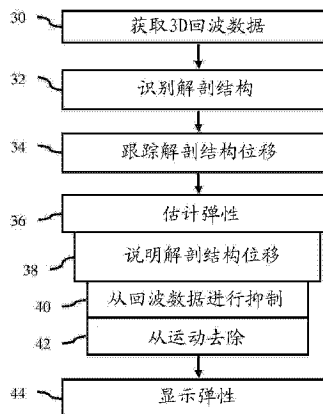 30 获取3D回波数据
32 识别解剖结构
34 跟踪解剖结构位移
36 估计弹性
38 说明解剖结构位移
40 从回波数据进行抑制
42 从运动去除
44 显示弹性